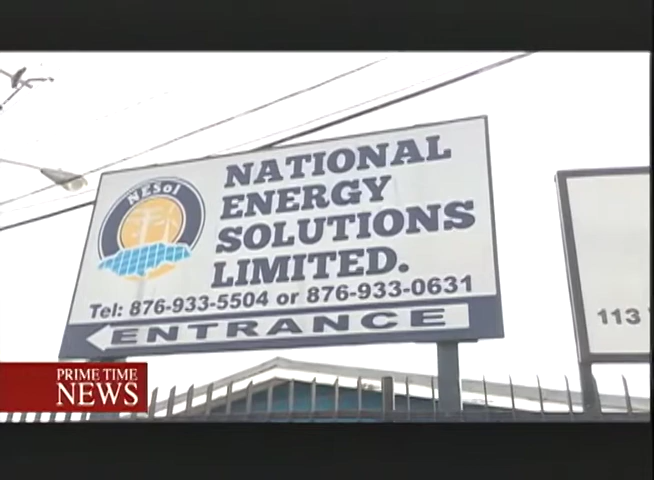 NESol
NATIONAL
ENERGY
SOLUTIONS
LIMITED.
Tel: 876-933-5504 or 876-933-0631
ENTRANCE
113
PRIME TIME
NEWS